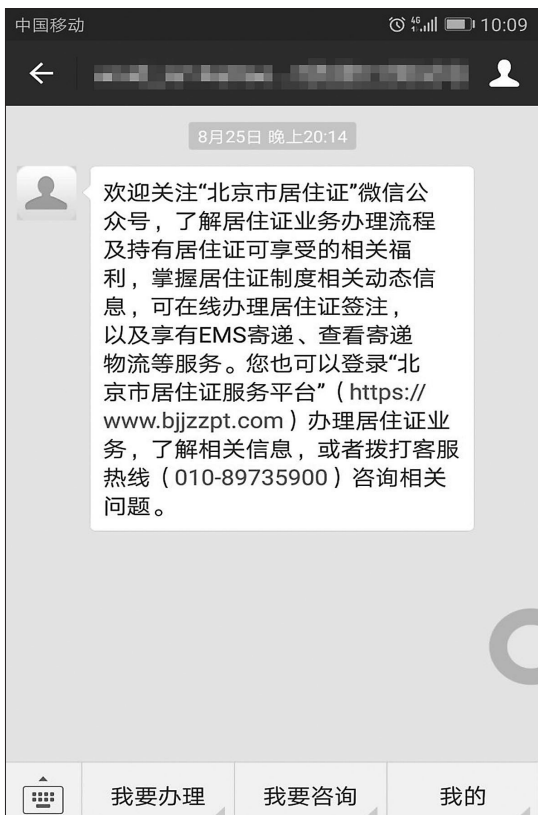 中国移动
4G
10:09
8月25日 晚上20:14
欢迎关注“北京市居住证”微信公
众号，了解居住证业务办理流程
及持有居住证可享受的相关福
利，掌握居住证制度相关动态信
息，可在线办理居住证签注，
以及享有EMS寄递、查看寄递
物流等服务。您也可以登录“北
京市居住证服务平台”（https://
www.bjjzzpt.com）办理居住证业
务，了解相关信息，或者拨打客服
热线（010-89735900）咨询相关
问题。
我要办理
我要咨询
我的